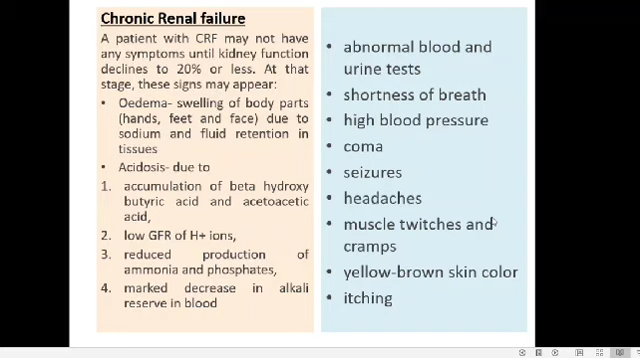 Chronic Renal failure
A patient with CRF may not have
any symptoms until kidney function
declines to 20% or less. At that
stage, these signs may appear:
• Oedema- swelling of body parts
(hands, feet and face) due to
sodium and fluid retention in
tissues
• Acidosis- due to
1. accumulation of beta hydroxy
butyric acid and acetoacetic
acid,
2. low GFR of H+ ions,
3. reduced production of
ammonia and phosphates,
4. marked decrease in alkali
reserve in blood
• abnormal blood and
urine tests
• shortness of breath
• high blood pressure
• coma
• seizures
• headaches
• muscle twitches and
cramps
• yellow-brown skin color
• itching